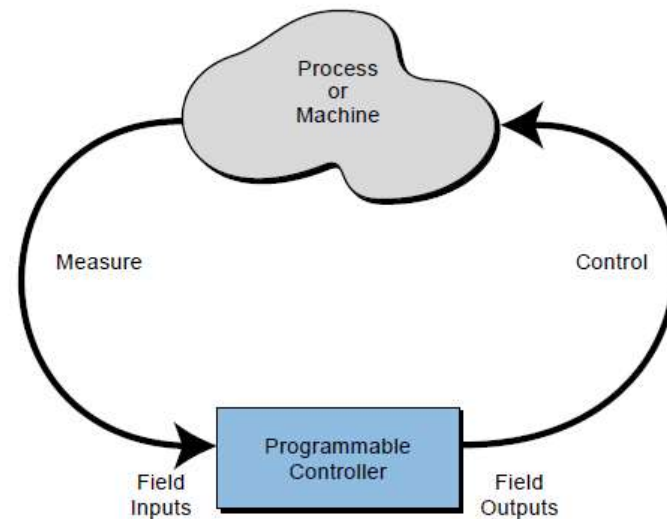 Process
or
Machine
Measure
Control
Programmable
Controller
Field
Inputs
Field
Outputs